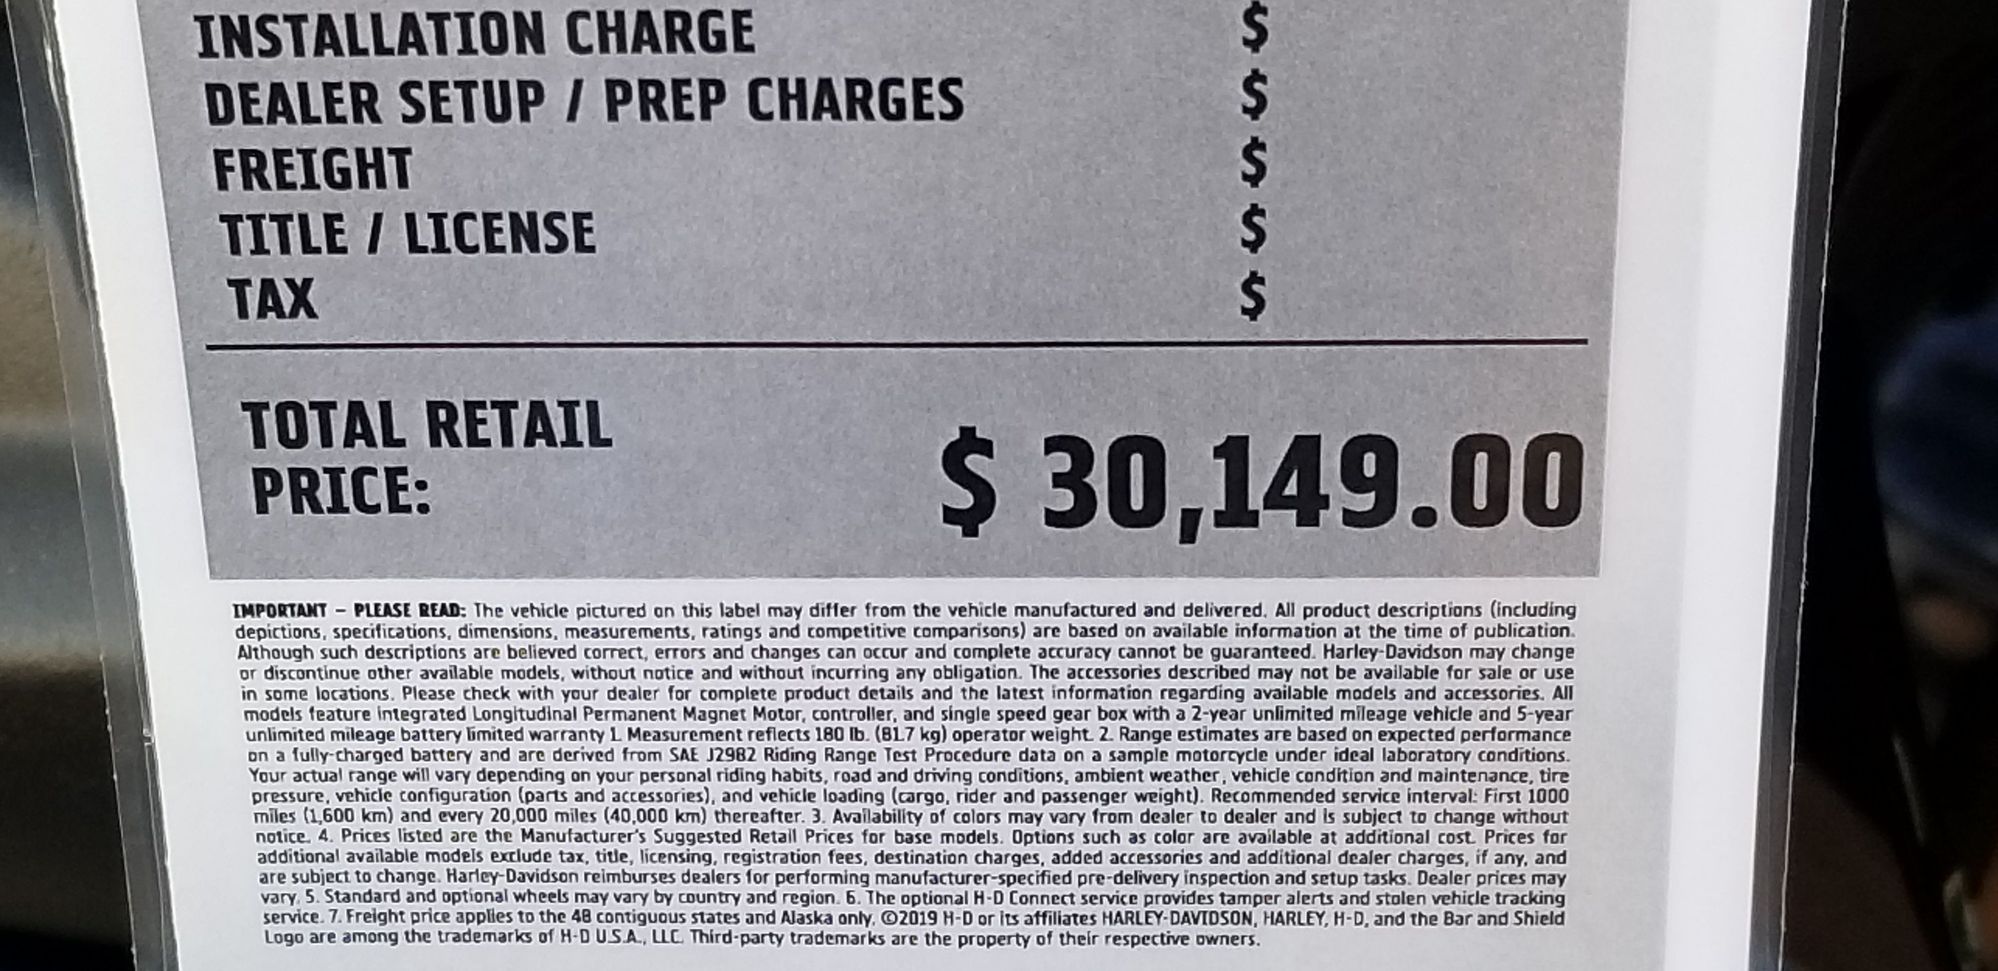 INSTALLATION CHARGE $
DEALER SETUP / PREP CHARGES $
FREIGHT $
TITLE / LICENSE $
TAX $
TOTAL RETAIL
PRICE:
$ 30,149.00
IMPORTANT – PLEASE READ: The vehicle pictured on this label may differ from the vehicle manufactured and delivered. All product descriptions (including
depictions, specifications, dimensions, measurements, ratings and competitive comparisons) are based on available information at the time of publication.
Although such descriptions are believed correct, errors and changes can occur and complete accuracy cannot be guaranteed. Harley-Davidson may change
or discontinue other available models, without notice and without incurring any obligation. The accessories described may not be available for sale or use
in some locations. Please check with your dealer for complete product details and the latest information regarding available models and accessories. All
models feature Integrated Longitudinal Permanent Magnet Motor, controller, and single speed gear box with a 2-year unlimited mileage vehicle and 5-year
unlimited mileage battery limited warranty 1. Measurement reflects 180 lb. (81.7 kg) operator weight. 2. Range estimates are based on expected performance
on a fully-charged battery and are derived from SAE J2982 Riding Range Test Procedure data on a sample motorcycle under ideal laboratory conditions.
Your actual range will vary depending on your personal riding habits, road and driving conditions, ambient weather, vehicle condition and maintenance, tire
pressure, vehicle configuration (parts and accessories), and vehicle loading (cargo, rider and passenger weight). Recommended service interval: First 1000
miles (1,600 km) and every 20,000 miles (40,000 km) thereafter. 3. Availability of colors may vary from dealer to dealer and is subject to change without
notice. 4. Prices listed are the Manufacturer's Suggested Retail Prices for base models. Options such as color are available at additional cost. Prices for
additional available models exclude tax, title, licensing, registration fees, destination charges, added accessories and additional dealer charges, if any, and
are subject to change. Harley-Davidson reimburses dealers for performing manufacturer-specified pre-delivery inspection and setup tasks. Dealer prices may
vary. 5. Standard and optional wheels may vary by country and region. 6. The optional H-D Connect service provides tamper alerts and stolen vehicle tracking
service. 7. Freight price applies to the 48 contiguous states and Alaska only. ©2019 H-D or its affiliates HARLEY-DAVIDSON, HARLEY, H-D, and the Bar and Shield
Logo are among the trademarks of H-D U.S.A., LLC. Third-party trademarks are the property of their respective owners.